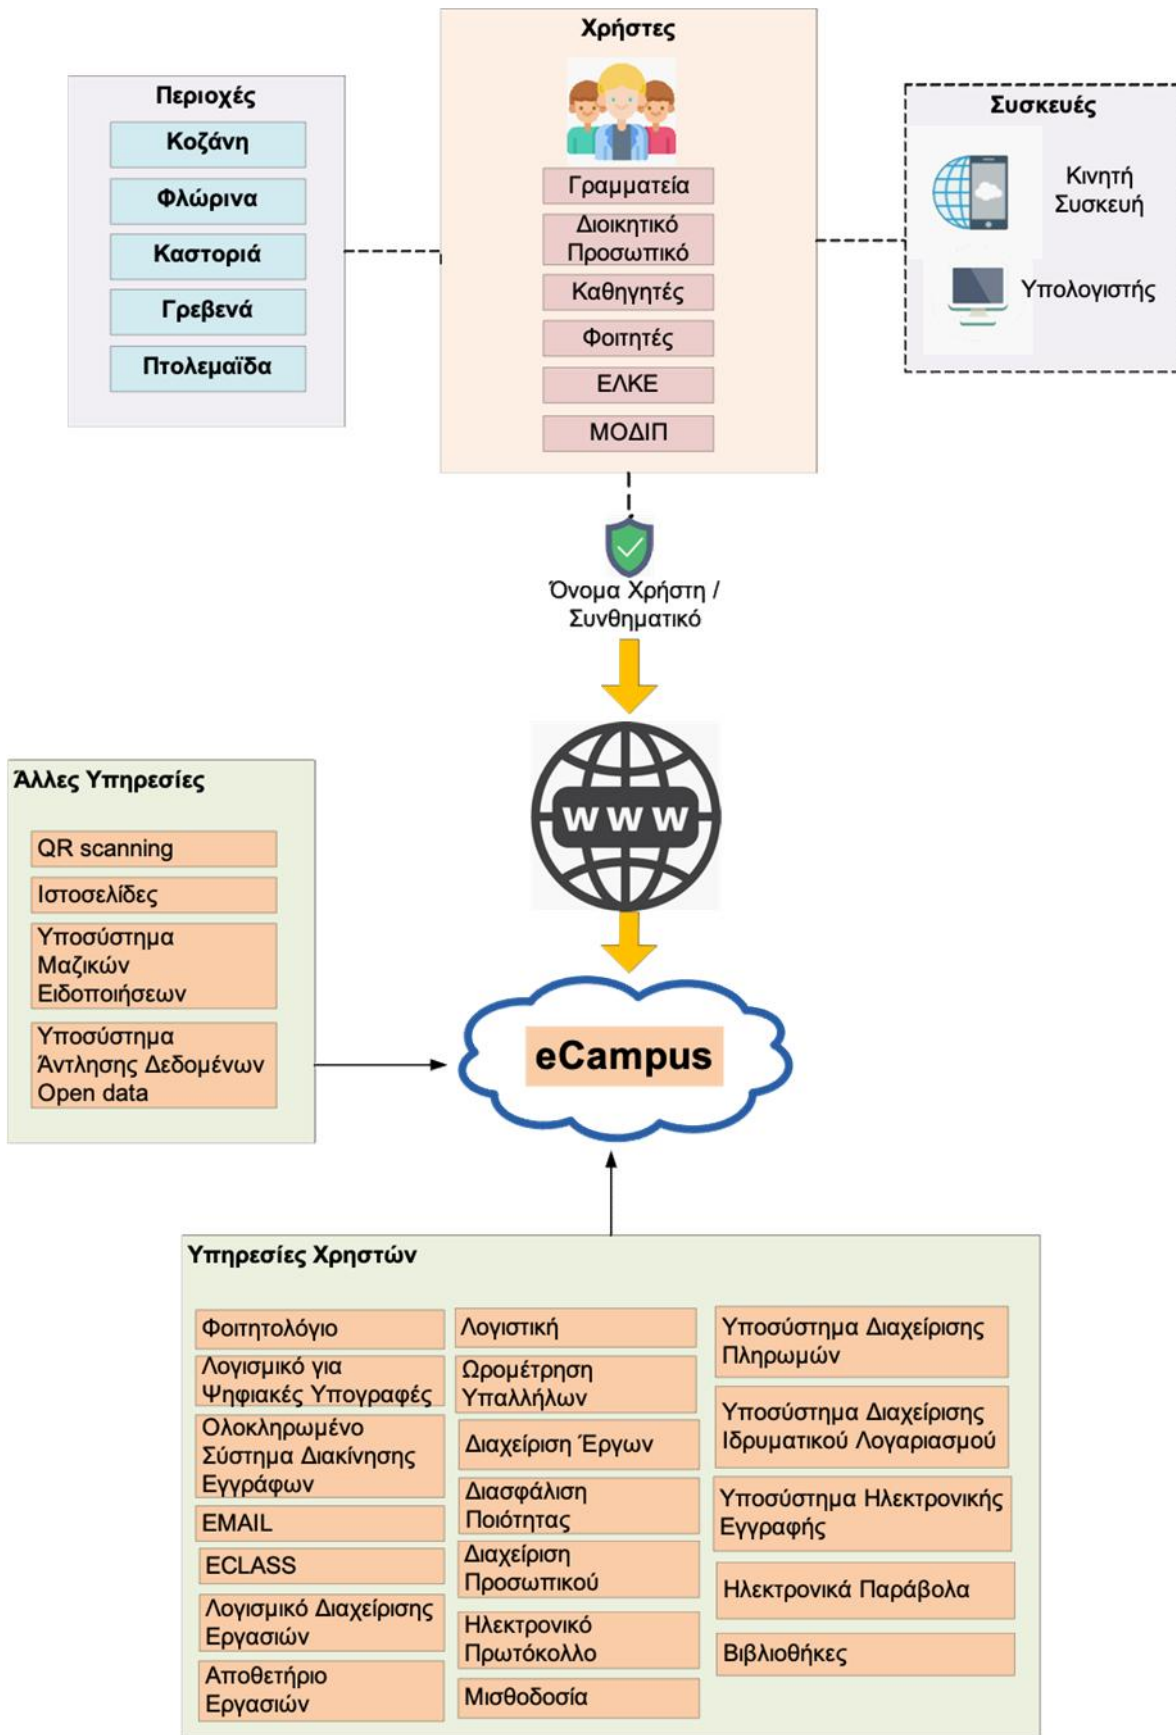 Χρήστες
Περιοχές
Κοζάνη
Φλώρινα
Καστοριά
Γρεβενά
Πτολεμαϊδα
Γραμματεία
Διοικητικό
Προσωπικό
Καθηγητές
Φοιτητές
ΕΛΚΕ
ΜΟΔΙΠ
Συσκευές
Κινητή
Συσκευή
Υπολογιστής
Όνομα Χρήστη /
Συνθηματικό
WWW
Άλλες Υπηρεσίες
QR scanning
Ιστοσελίδες
Υποσύστημα
Μαζικών
Ειδοποιήσεων
Υποσύστημα
Άντλησης Δεδομένων
Open data
eCampus
Υπηρεσίες Χρηστών
Φοιτητολόγιο
Λογισμικό για
Ψηφιακές Υπογραφές
Ολοκληρωμένο
Σύστημα Διακίνησης
Εγγράφων
EMAIL
ECLASS
Λογισμικό Διαχείρισης
Εργασιών
Αποθετήριο
Εργασιών
Λογιστική
Ωρομέτρηση
Υπαλλήλων
Διαχείριση Έργων
Διασφάλιση
Ποιότητας
Διαχείριση
Προσωπικού
Ηλεκτρονικό
Πρωτόκολλο
Μισθοδοσία
Υποσύστημα Διαχείρισης
Πληρωμών
Υποσύστημα Διαχείρισης
Ιδρυματικού Λογαριασμού
Υποσύστημα Ηλεκτρονικής
Εγγραφής
Ηλεκτρονικά Παράβολα
Βιβλιοθήκες